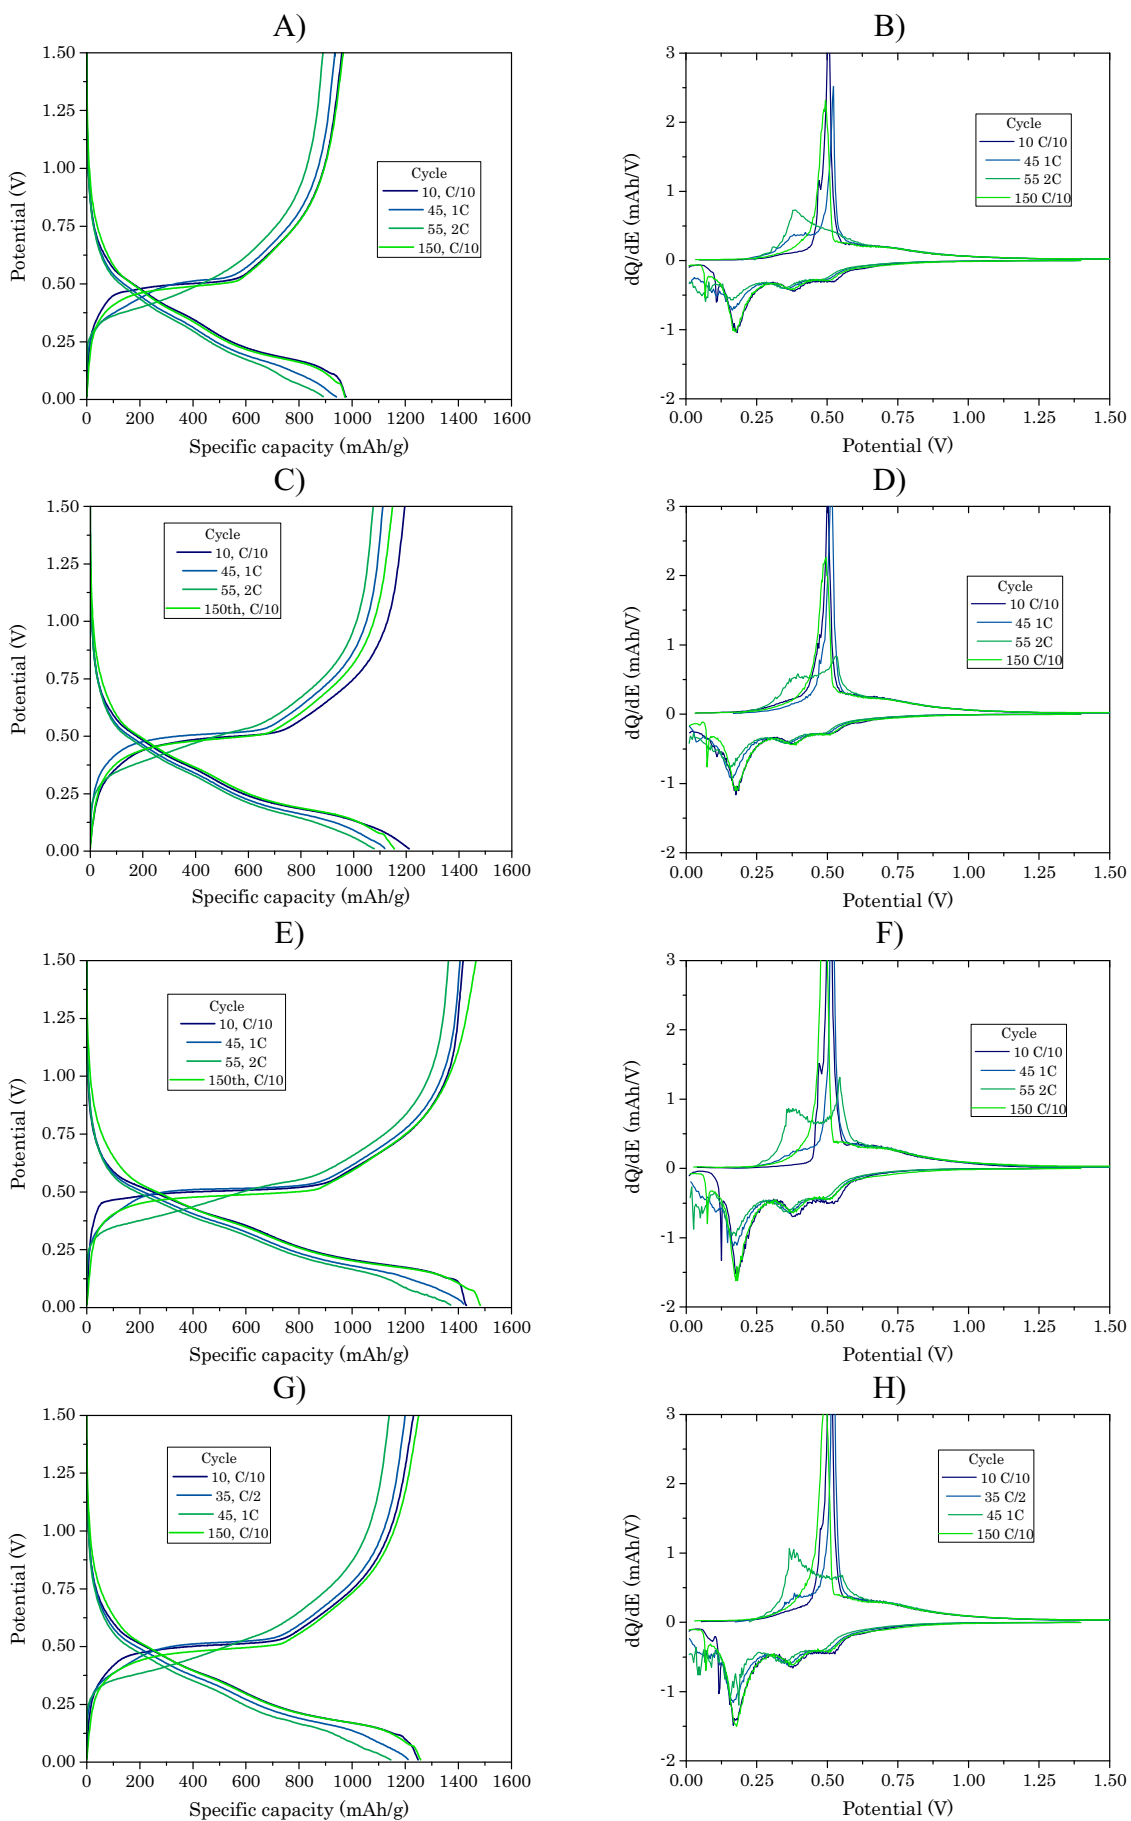 A)
B)
1.50
1.25
1.00
0.75
0.50
0.25
0.00
Potential (V)
Cycle
10, C/10
45, 1C
55, 2C
150, C/10
0 200 400 600 800 1000 1200 1400 1600
Specific capacity (mAh/g)
3
2
1
0
-1
-2
dQ/dE (mAh/V)
Cycle
10 C/10
45 1C
55 2C
150 C/10
0.00 0.25 0.50 0.75 1.00 1.25 1.50
Potential (V)
C)
D)
1.50
1.25
1.00
0.75
0.50
0.25
0.00
Potential (V)
Cycle
10, C/10
45, 1C
55, 2C
150th, C/10
0 200 400 600 800 1000 1200 1400 1600
Specific capacity (mAh/g)
3
2
1
0
-1
-2
dQ/dE (mAh/V)
Cycle
10 C/10
45 1C
55 2C
150 C/10
0.00 0.25 0.50 0.75 1.00 1.25 1.50
Potential (V)
E)
F)
1.50
1.25
1.00
0.75
0.50
0.25
0.00
Potential (V)
Cycle
10, C/10
45, 1C
55, 2C
150th, C/10
0 200 400 600 800 1000 1200 1400 1600
Specific capacity (mAh/g)
3
2
1
0
-1
-2
dQ/dE (mAh/V)
Cycle
10 C/10
45 1C
55 2C
150 C/10
0.00 0.25 0.50 0.75 1.00 1.25 1.50
Potential (V)
G)
H)
1.50
1.25
1.00
0.75
0.50
0.25
0.00
Potential (V)
Cycle
10, C/10
35, C/2
45, 1C
150, C/10
0 200 400 600 800 1000 1200 1400 1600
Specific capacity (mAh/g)
3
2
1
0
-1
-2
dQ/dE (mAh/V)
Cycle
10 C/10
35 C/2
45 1C
150 C/10
0.00 0.25 0.50 0.75 1.00 1.25 1.50
Potential (V)